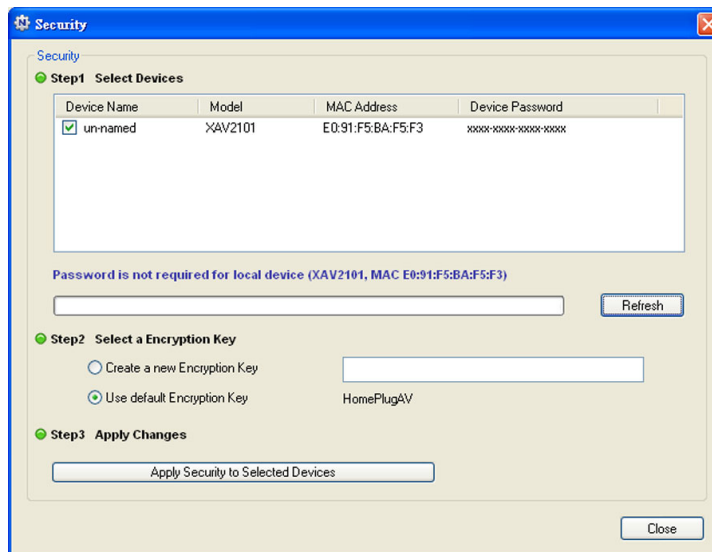 Security
Security
Step1 Select Devices
Device Name Model MAC Address Device Password
un-named XAV2101 E0:91:F5:BA:F5:F3 xxxx-xxxx-xxxx-xxxx
Password is not required for local device (XAV2101, MAC E0:91:F5:BA:F5:F3)
Refresh
Step2 Select a Encryption Key
Create a new Encryption Key
Use default Encryption Key HomePlugAV
Step3 Apply Changes
Apply Security to Selected Devices
Close